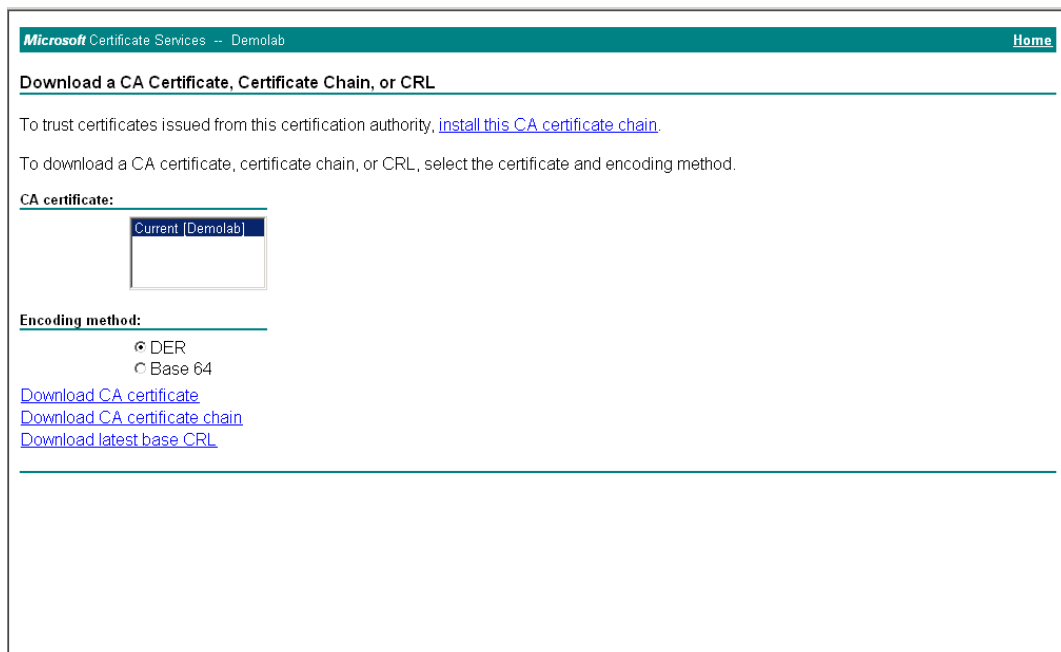 Microsoft Certificate Services -- Demolab Home
Download a CA Certificate, Certificate Chain, or CRL
To trust certificates issued from this certification authority, install this CA certificate chain.
To download a CA certificate, certificate chain, or CRL, select the certificate and encoding method.
CA certificate:
Current [Demolab]
Encoding method:
DER
Base 64
Download CA certificate
Download CA certificate chain
Download latest base CRL